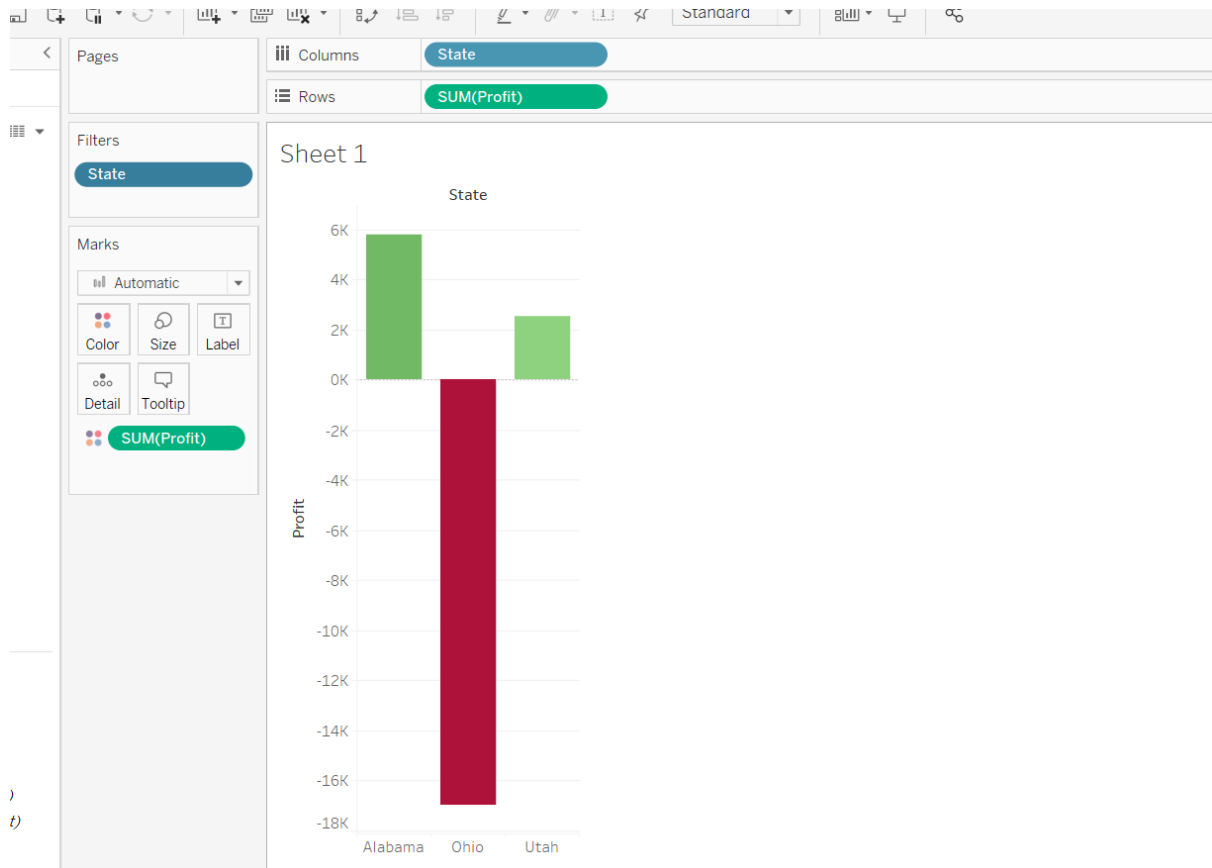 Standard
Pages
Columns
State
Rows
SUM(Profit)
Filters
State
Marks
Automatic
Color
Size
Label
Detail
Tooltip
SUM(Profit)
Sheet 1
State
6K
4K
2K
0K
-2K
-4K
-6K
-8K
-10K
-12K
-14K
-16K
-18K
Profit
Alabama Ohio Utah
)
t)